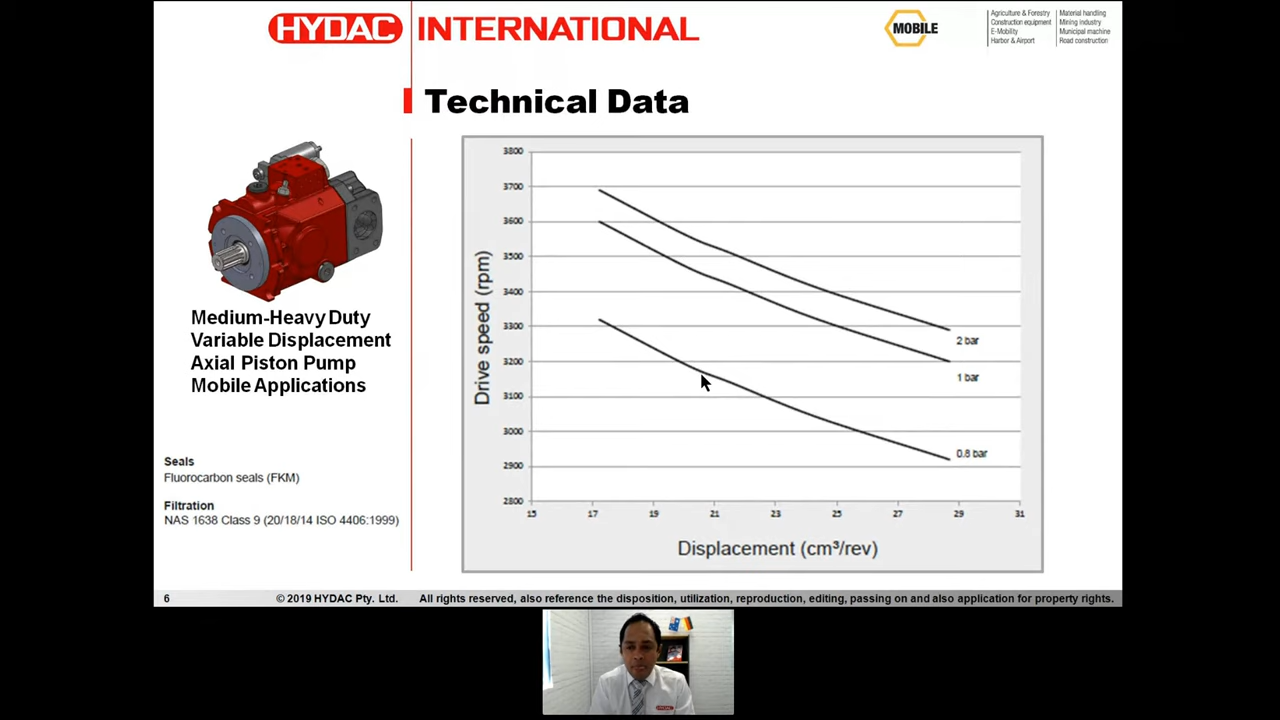 HYDAC INTERNATIONAL
MOBILE
Agriculture & Forestry
Construction equipment
E-Mobility
Harbor & Airport
Material handling
Mining industry
Municipal machine
Road construction
Technical Data
Medium-Heavy Duty
Variable Displacement
Axial Piston Pump
Mobile Applications
Seals
Fluorocarbon seals (FKM)
Filtration
NAS 1638 Class 9 (20/18/14 ISO 4406:1999)
Drive speed (rpm)
3800
3700
3600
3500
3400
3300
3200
3100
3000
2900
2800
2 bar
1 bar
0.8 bar
15 17 19 21 23 25 27 29 31
Displacement (cm³/rev)
6 © 2019 HYDAC Pty. Ltd. All rights reserved, also reference the disposition, utilization, reproduction, editing, passing on and also application for property rights.
HYDAC